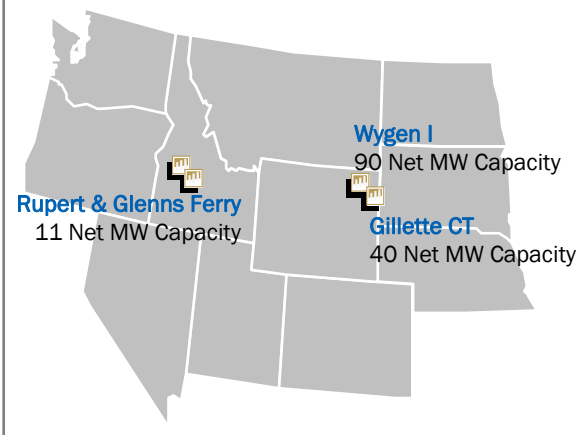 Wygen I
90 Net MW Capacity
Rupert & Glenns Ferry
11 Net MW Capacity
Gillette CT
40 Net MW Capacity